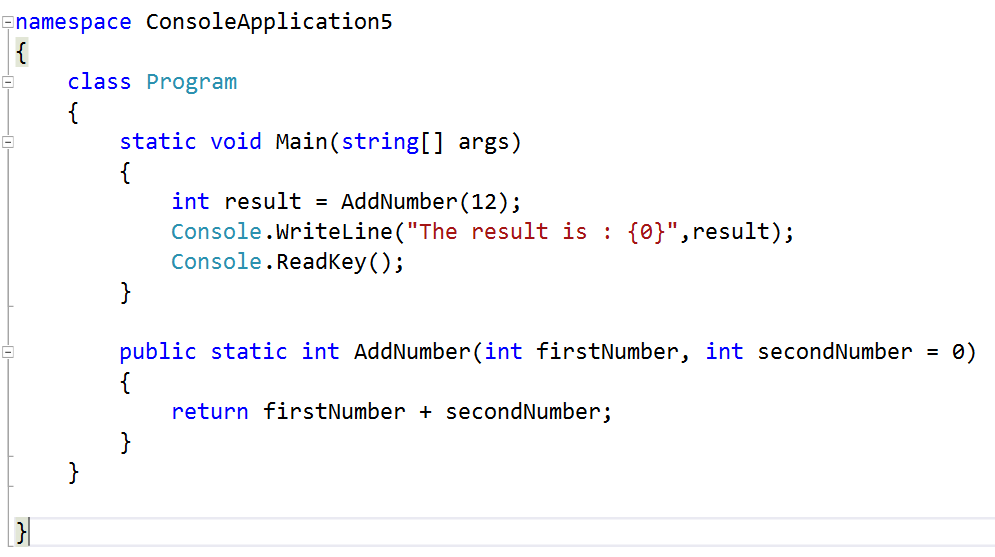 namespace ConsoleApplication5
{
    class Program
    {
        static void Main(string[] args)
        {
            int result = AddNumber(12);
            Console.WriteLine("The result is : {0}",result);
            Console.ReadKey();
        }

        public static int AddNumber(int firstNumber, int secondNumber = 0)
        {
            return firstNumber + secondNumber;
        }
    }

}